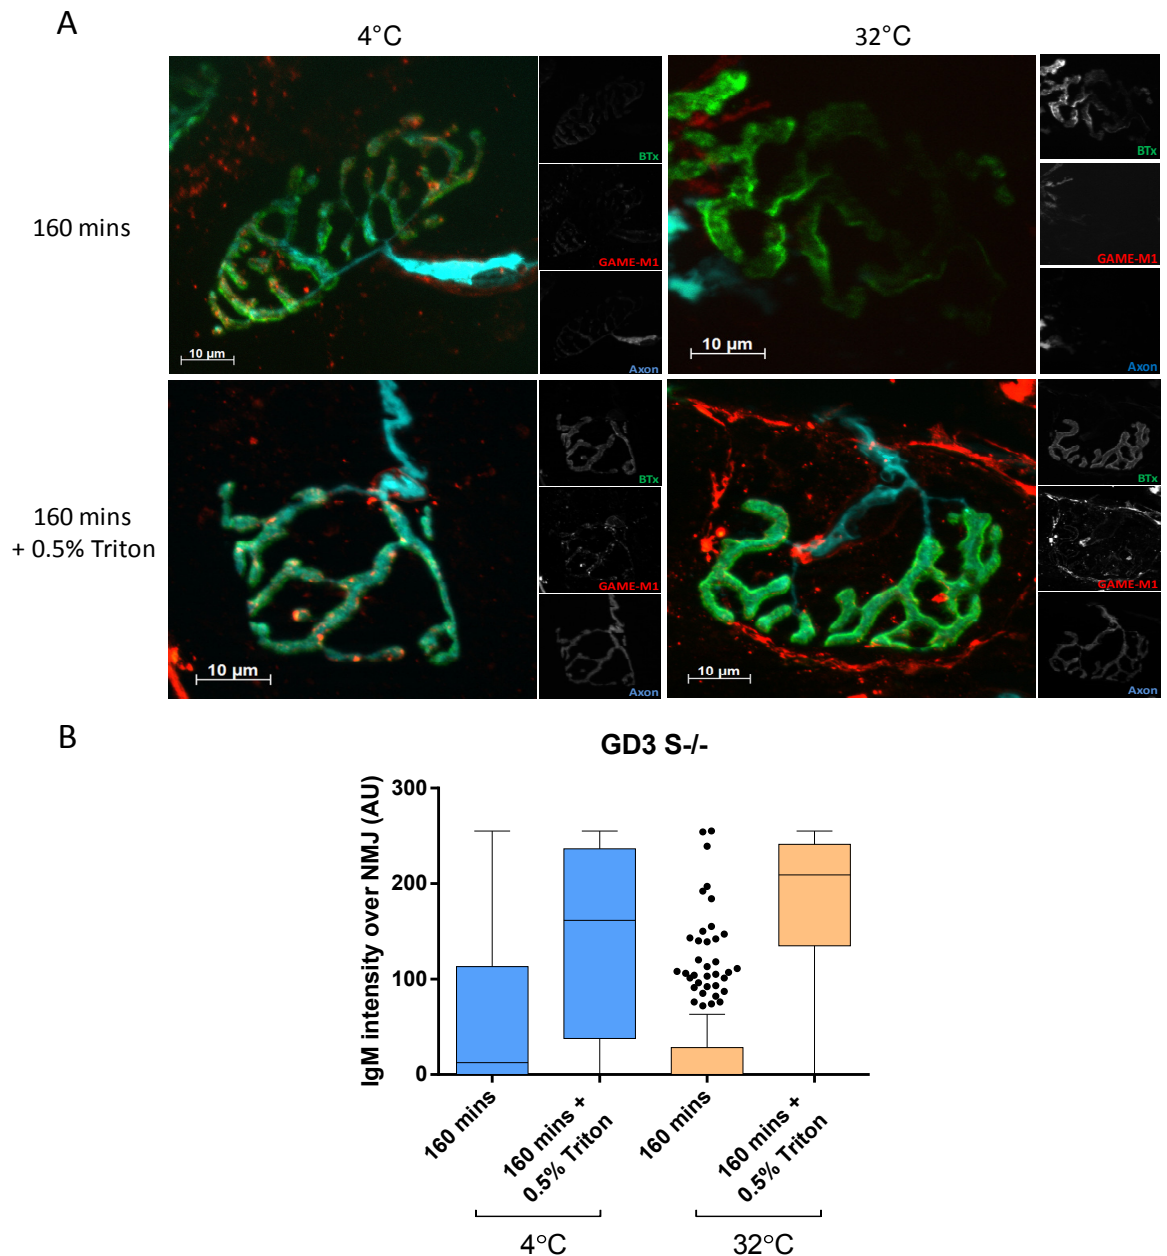 A
4°C
32°C
160 mins
BTx
GAME-M1
Axon
10 µm
BTx
GAME-M1
Axon
10 µm
160 mins
+ 0.5% Triton
BTx
GAME-M1
Axon
10 µm
BTx
GAME-M1
Axon
10 µm
B
GD3 S-/-
IgM intensity over NMJ (AU)
300
200
100
0
160 mins
160 mins +
0.5% Triton
160 mins
160 mins +
0.5% Triton
4°C
32°C